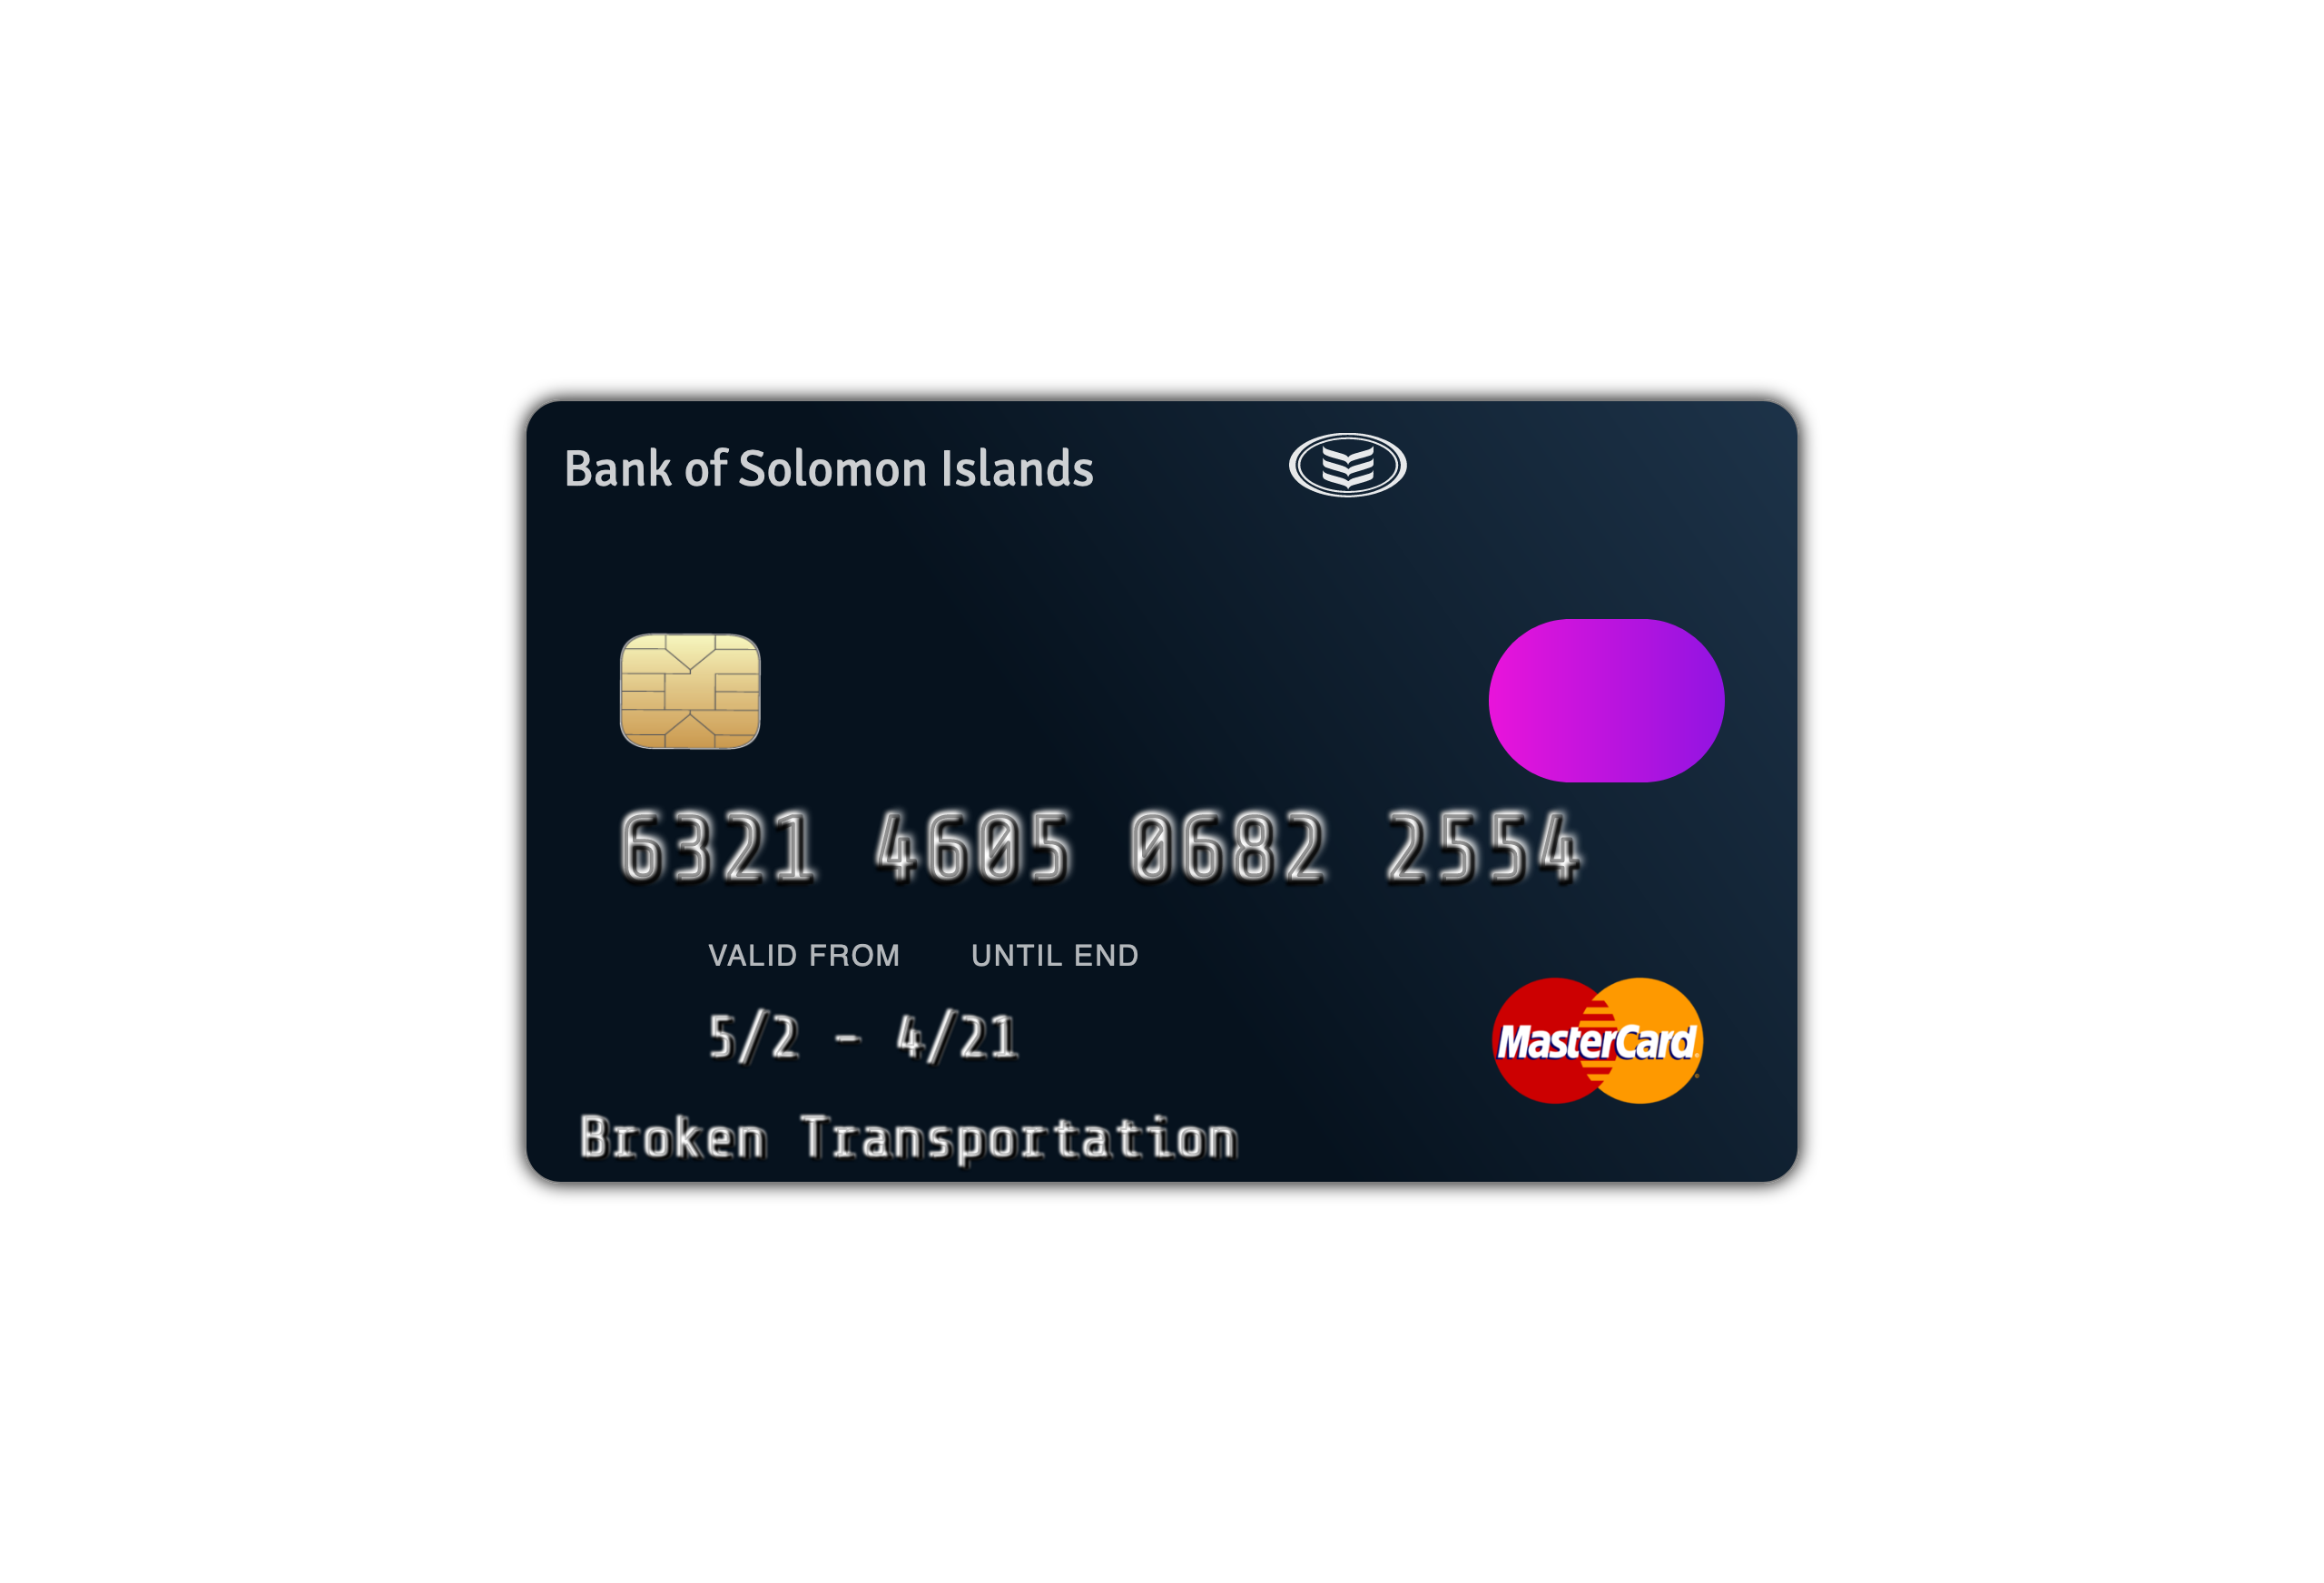 Bank of Solomon Islands
6321 4605 0682 2554
VALID FROM UNTIL END
5/2 - 4/21
MasterCard
Broken Transportation